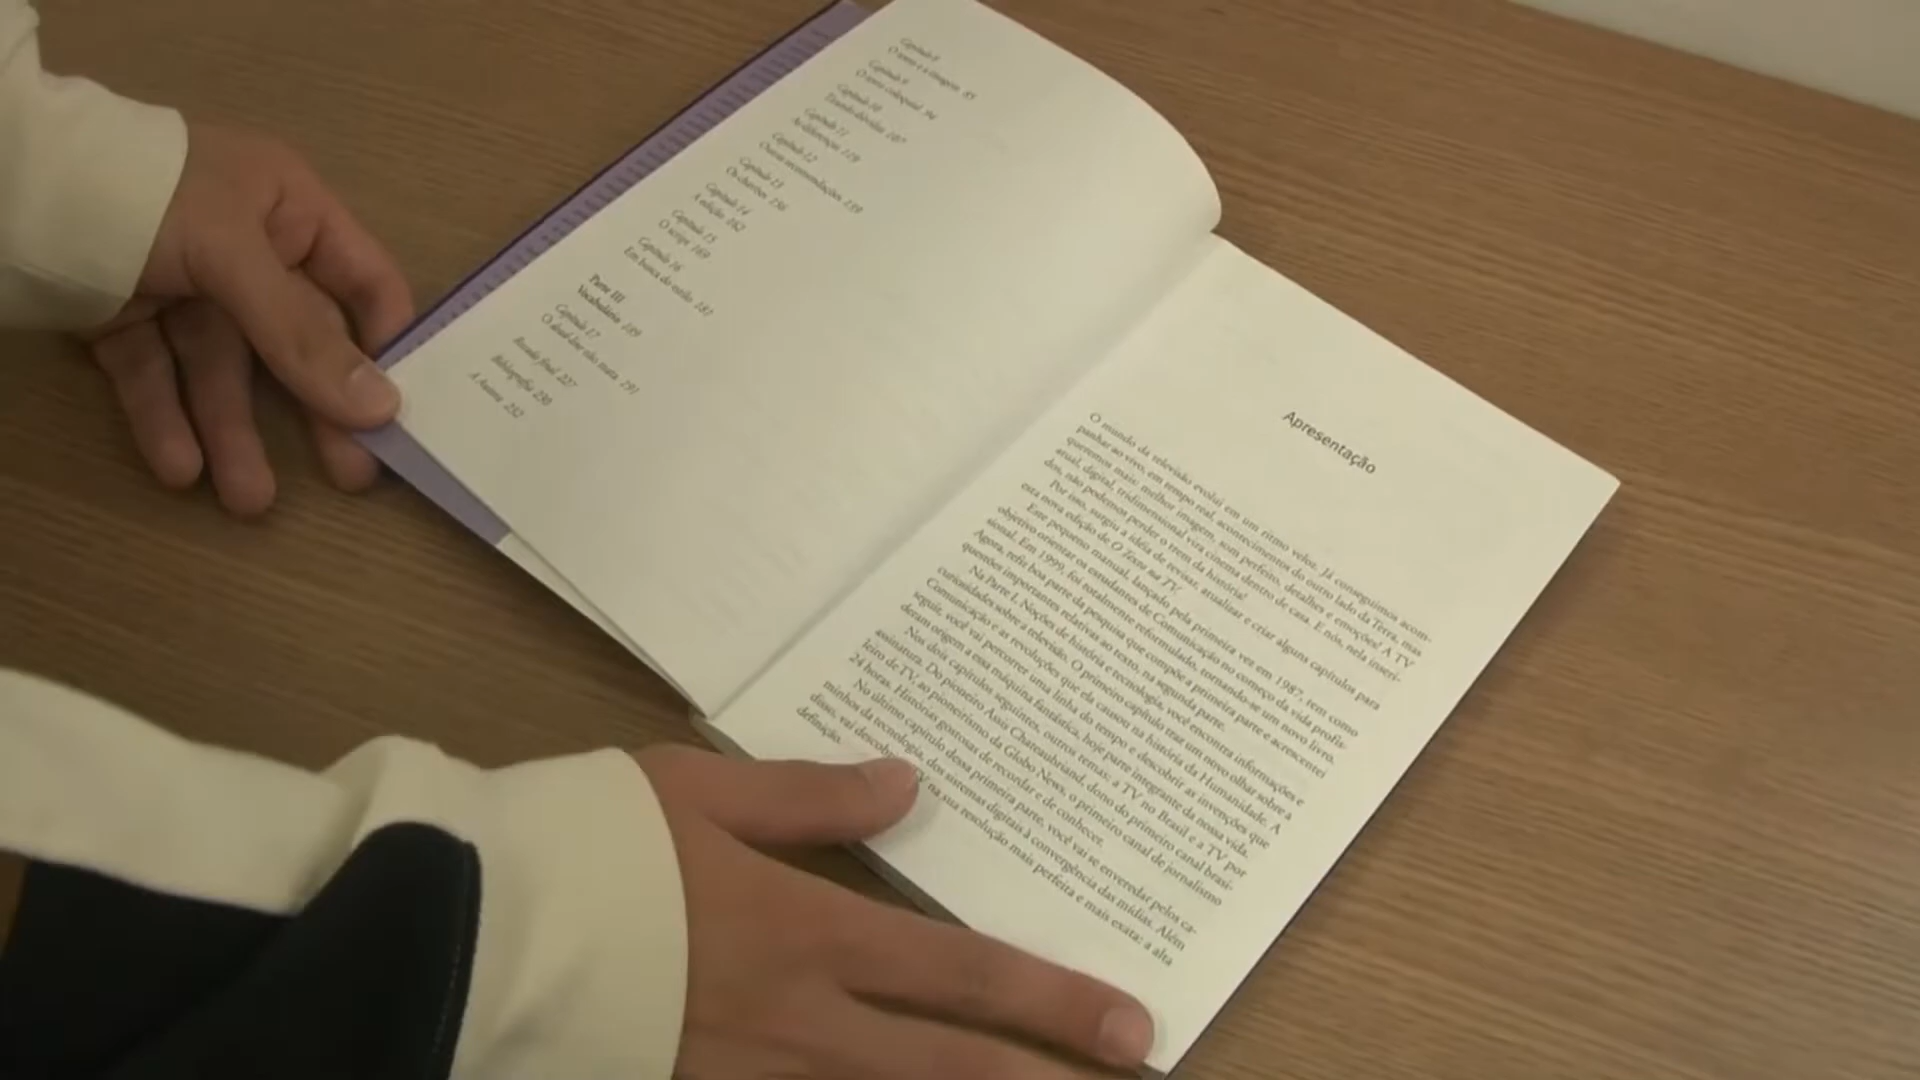 Capítulo 8
O texto e a imagem 85
Capítulo 9
O texto coloquial 94
Capítulo 10
Tirando dúvidas 107
Capítulo 11
As diferenças 119
Capítulo 12
Outras recomendações 139
Capítulo 13
Os chavões 156
Capítulo 14
A edição 162
Capítulo 15
O script 169
Capítulo 16
Em busca do estilo 181
Parte III
Vocabulário 189
Capítulo 17
O dead line não mata 191
Rodada final 227
Bibliografia 230
A Autora 232
Apresentação
O mundo da televisão evolui em um ritmo veloz. Já conseguimos acom-
panhar ao vivo, em tempo real, acontecimentos do outro lado da Terra, mas
queremos mais: melhor imagem, som perfeito, detalhes e emoções! A TV
atual, digital, tridimensional vira cinema dentro de casa. E nós, nela inseri-
dos, não podemos perder o trem da história!
Por isso, surgiu a idéia de revisar, atualizar e criar alguns capítulos para
esta nova edição de O Texto na TV.
Este pequeno manual, lançado pela primeira vez em 1987, tem como
objetivo orientar os estudantes de Comunicação no começo da vida profis-
sional. Em 1999, foi totalmente reformulado, tornando-se um novo livro.
Agora, refiz boa parte da pesquisa que compõe a primeira parte e acrescentei
questões importantes relativas ao texto, na segunda parte.
Na Parte I, Noções de história e tecnologia, você encontra informações e
curiosidades sobre a televisão. O primeiro capítulo traz um novo olhar sobre a
Comunicação e as revoluções que ela causou na história da Humanidade. A
seguir, você vai percorrer uma linha do tempo e descobrir as invenções que
deram origem a essa máquina fantástica, hoje parte integrante da nossa vida.
Nos dois capítulos seguintes, outros temas: a TV no Brasil e a TV por
assinatura. Do pioneiro Assis Chateaubriand, dono do primeiro canal brasi-
leiro de TV, ao pioneirismo da Globo News, o primeiro canal de jornalismo
24 horas. Histórias gostosas de recordar e de conhecer.
No último capítulo dessa primeira parte, você vai se enveredar pelos ca-
minhos da tecnologia, dos sistemas digitais à convergência das mídias. Além
disso, vai descobrir TV na sua resolução mais perfeita e mais exata: a alta
definição.